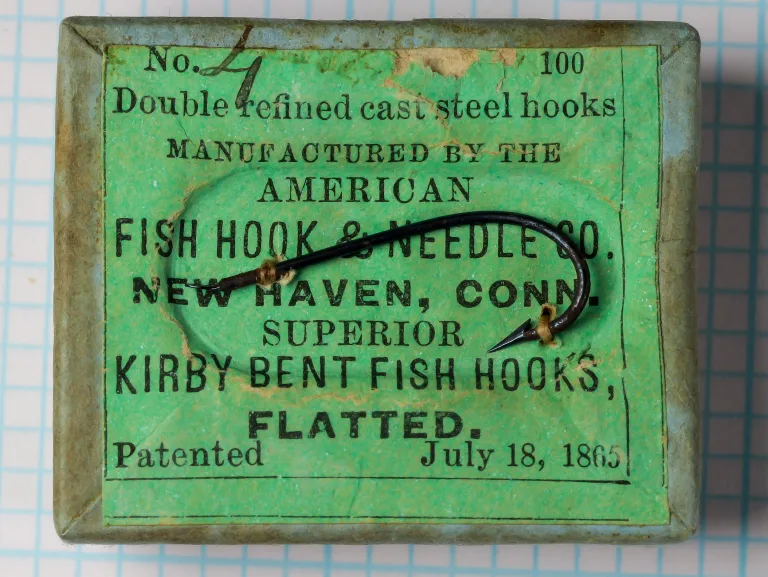 No. 4 100
Double refined cast steel hooks
MANUFACTURED BY THE
AMERICAN
FISH HOOK & NEEDLE CO.
NEW HAVEN, CONN.
SUPERIOR
KIRBY BENT FISH HOOKS,
FLATTED.
Patented July 18, 1865